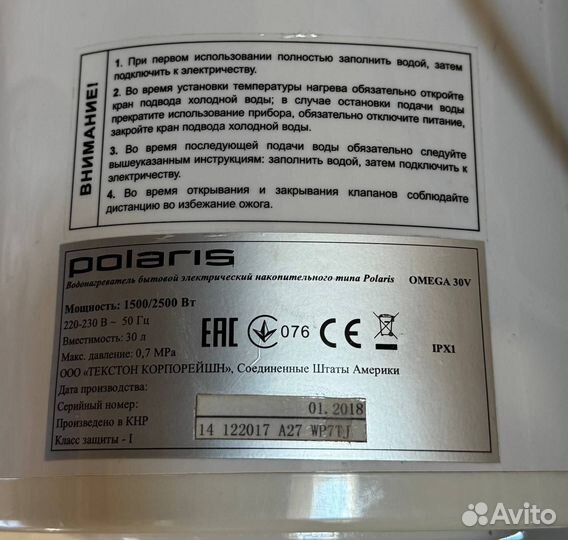 ВНИМАНИЕ!
1. При первом использовании полностью заполнить водой, затем
подключить к электричеству.
2. Во время установки температуры нагрева обязательно откройте
кран подвода холодной воды; в случае остановки подачи воды
прекратите использование прибора, обязательно отключите питание,
закройте кран подвода холодной воды.
3. Во время последующей подачи воды обязательно следуйте
вышеуказанным инструкциям: заполнить водой, затем подключить к
электричеству.
4. Во время открывания и закрывания клапанов соблюдайте
дистанцию во избежание ожога.
polaris
Водонагреватель бытовой электрический накопительного типа Polaris OMEGA 30V
Мощность: 1500/2500 Вт
220-230 В ~ 50 Гц
Вместимость: 30 л
Макс. давление: 0,7 МРа
EAC 076 CE IPX1
ООО «ТЕКСТОН КОРПОРЕЙШН», Соединенные Штаты Америки
Дата производства:
Серийный номер: 01.2018
Произведено в КНР 14 122017 A27 WP7TJ
Класс защиты - I
Avito